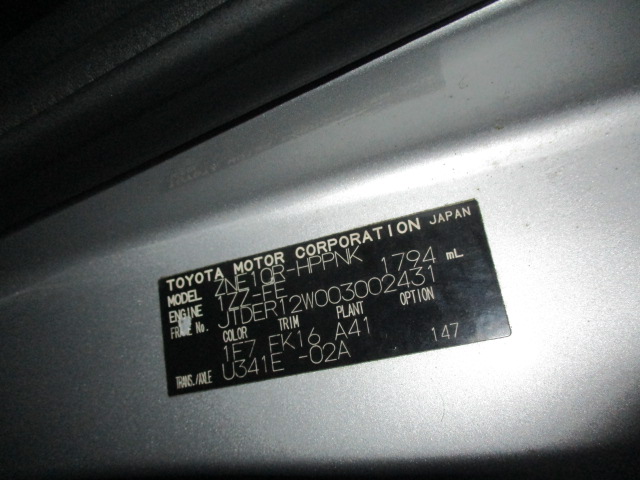 TOYOTA MOTOR CORPORATION JAPAN
MODEL ZNE10R-HPPNK 1794 mL
ENGINE 1ZZ-FE
FRAME No. JTDERT2W003002431
COLOR TRIM PLANT OPTION
1F7 FK16 A41
TRANS./AXLE U341E -02A 147